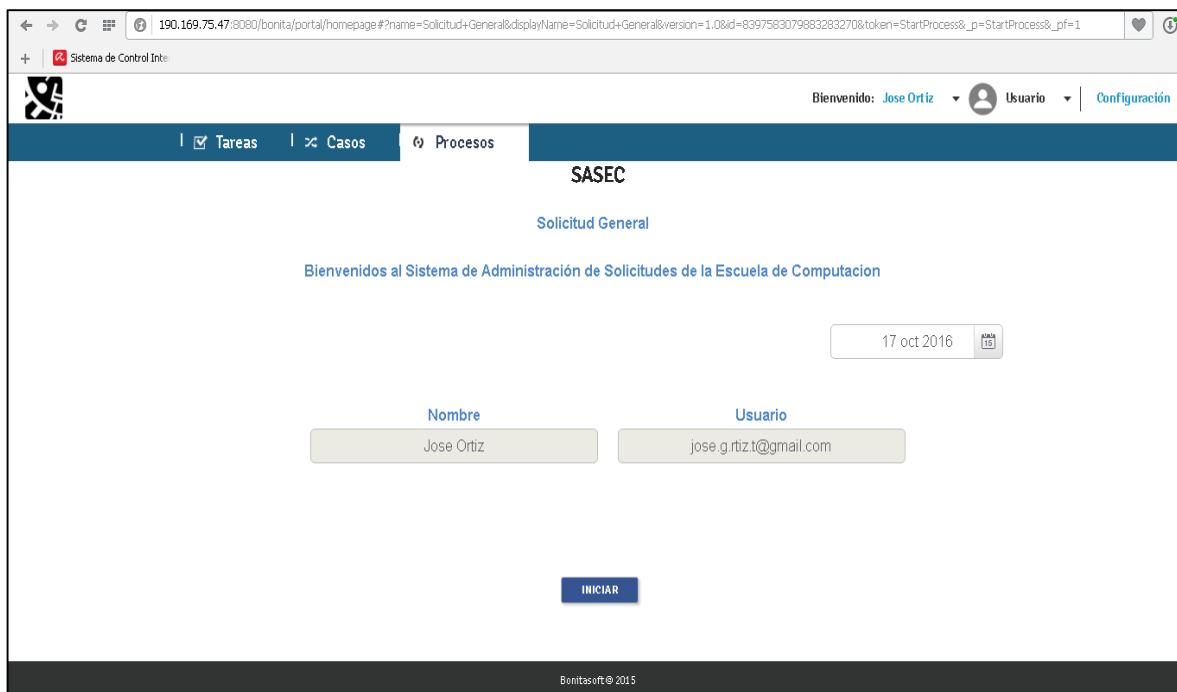 190.169.75.47:8080/bonita/portal/homepage#?name=Solicitud+General&displayName=Solicitud+General&version=1.0&id=8397583079883283270&token=StartProcess&_p=StartProcess&_pf=1
+ Sistema de Control Inte
Bienvenido: Jose Ortiz Usuario Configuración
Tareas Casos Procesos
SASEC
Solicitud General
Bienvenidos al Sistema de Administración de Solicitudes de la Escuela de Computacion
17 oct 2016 15
Nombre Usuario
Jose Ortiz jose.g.rtiz.t@gmail.com
INICIAR
Bonitasoft © 2015